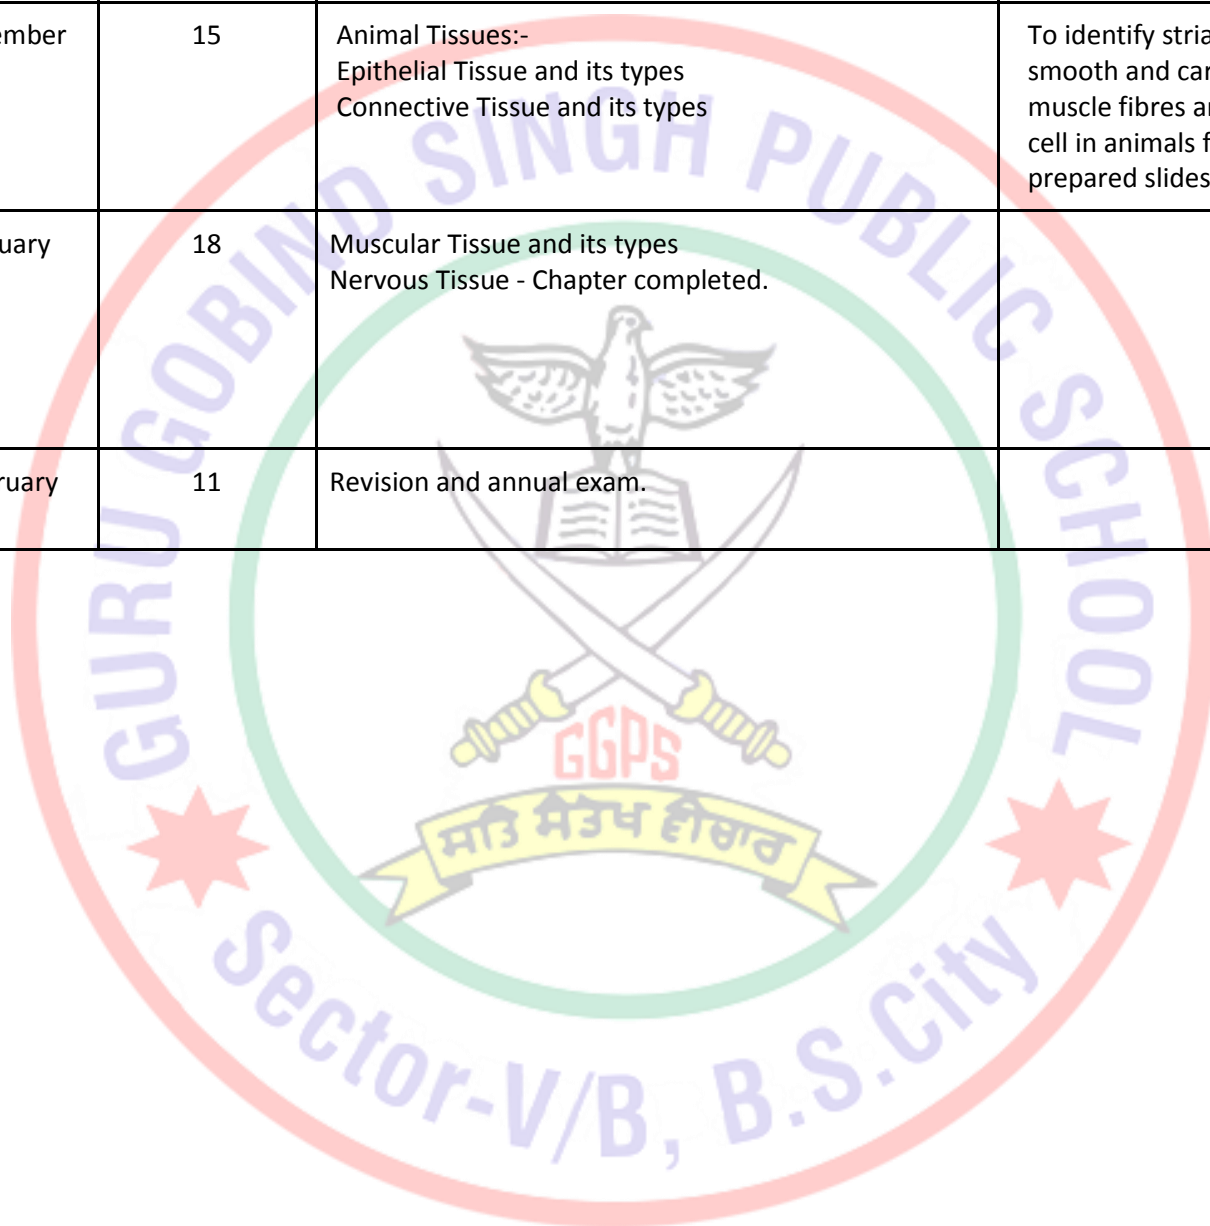 ember
15
Animal Tissues:-
Epithelial Tissue and its types
Connective Tissue and its types
To identify stria
smooth and car
muscle fibres a
cell in animals f
prepared slides
uary
18
Muscular Tissue and its types
Nervous Tissue - Chapter completed.
ruary
11
Revision and annual exam.
GURU GOBIND SINGH PUBLIC SCHOOL
GGPS
ਸਤਿ ਸੰਤੋਖ ਵੀਚਾਰ
Sector-V/B, B.S.City